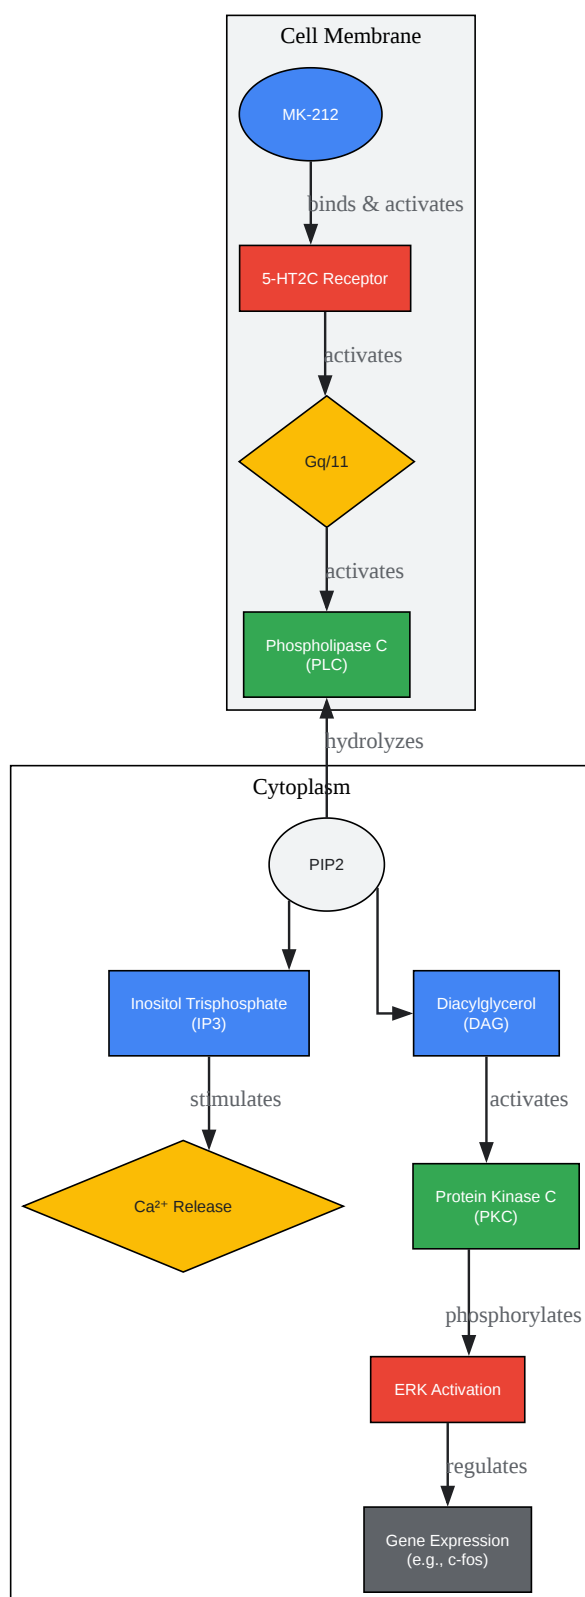 Cell Membrane
MK-212
binds & activates
5-HT2C Receptor
activates
Gq/11
activates
Phospholipase C
(PLC)
hydrolyzes
Cytoplasm
PIP2
Inositol Trisphosphate
(IP3)
Diacylglycerol
(DAG)
stimulates
activates
Ca²⁺ Release
Protein Kinase C
(PKC)
phosphorylates
ERK Activation
regulates
Gene Expression
(e.g., c-fos)